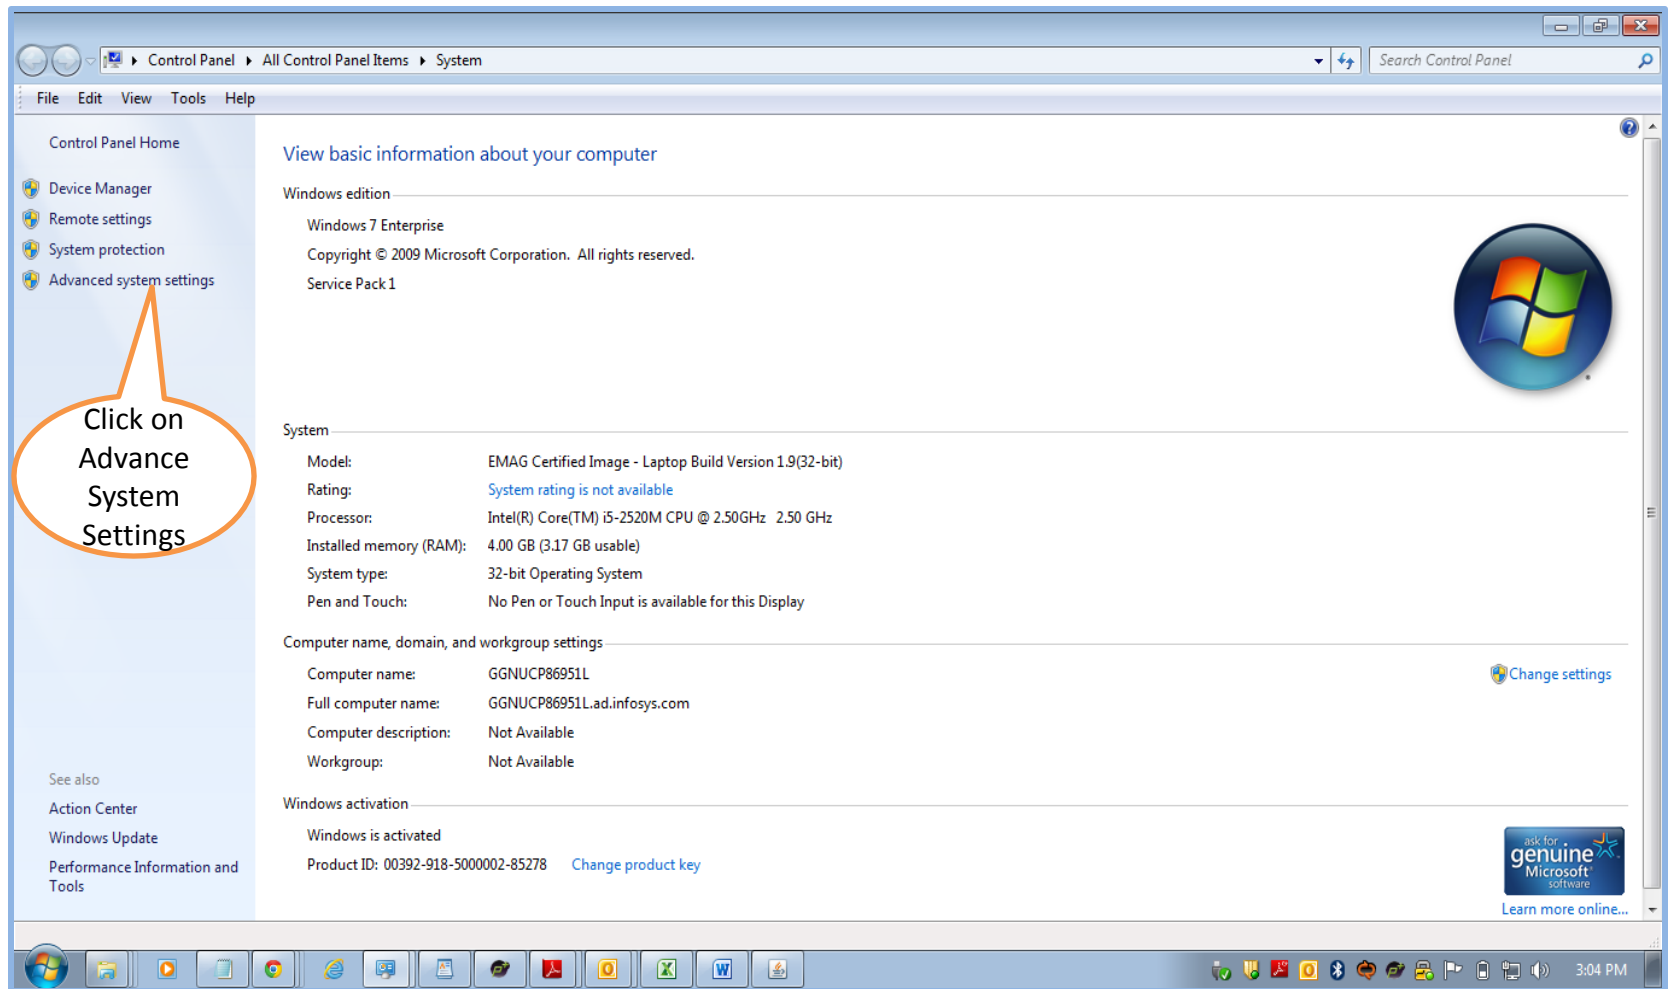 Control Panel ▸ All Control Panel Items ▸ System
Search Control Panel
File Edit View Tools Help
Control Panel Home
Device Manager
Remote settings
System protection
Advanced system settings
Click on
Advance
System
Settings
See also
Action Center
Windows Update
Performance Information and
Tools
View basic information about your computer
Windows edition
Windows 7 Enterprise
Copyright © 2009 Microsoft Corporation. All rights reserved.
Service Pack 1
System
Model: EMAG Certified Image - Laptop Build Version 1.9(32-bit)
Rating: System rating is not available
Processor: Intel(R) Core(TM) i5-2520M CPU @ 2.50GHz 2.50 GHz
Installed memory (RAM): 4.00 GB (3.17 GB usable)
System type: 32-bit Operating System
Pen and Touch: No Pen or Touch Input is available for this Display
Computer name, domain, and workgroup settings
Computer name: GGNUCP86951L
Change settings
Full computer name: GGNUCP86951L.ad.infosys.com
Computer description: Not Available
Workgroup: Not Available
Windows activation
Windows is activated
Product ID: 00392-918-5000002-85278 Change product key
ask for
genuine
Microsoft
software
Learn more online...
3:04 PM